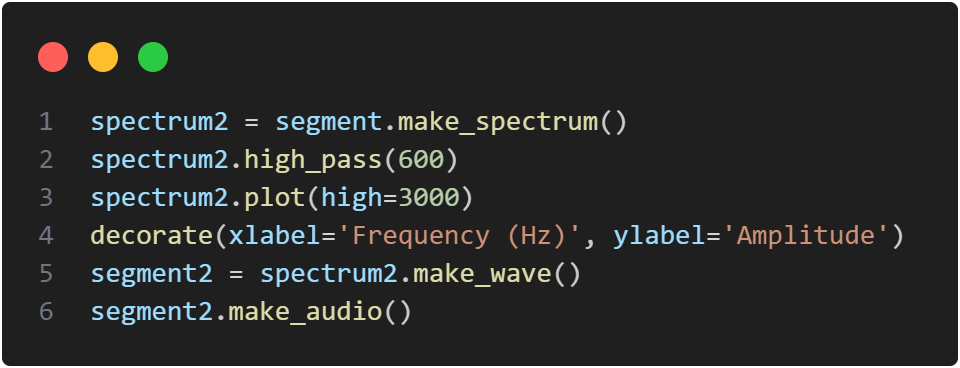 1 spectrum2 = segment.make_spectrum()
2 spectrum2.high_pass(600)
3 spectrum2.plot(high=3000)
4 decorate(xlabel='Frequency (Hz)', ylabel='Amplitude')
5 segment2 = spectrum2.make_wave()
6 segment2.make_audio()